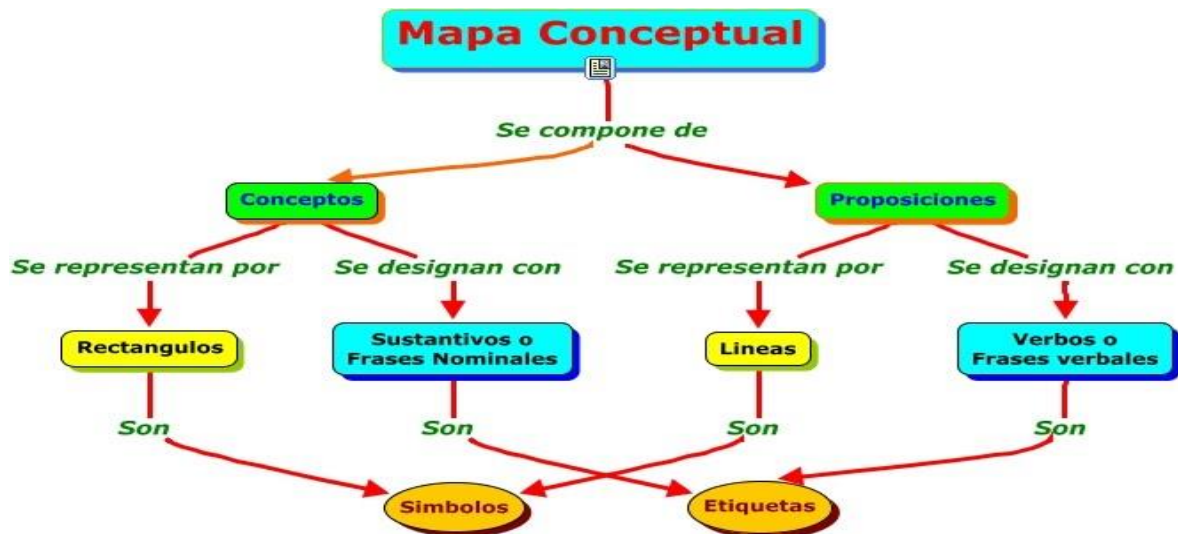 Mapa Conceptual
Se compone de
Conceptos
Proposiciones
Se representan por
Se designan con
Se representan por
Se designan con
Rectangulos
Sustantivos o
Frases Nominales
Lineas
Verbos o
Frases verbales
Son
Son
Son
Son
Simbolos
Etiquetas